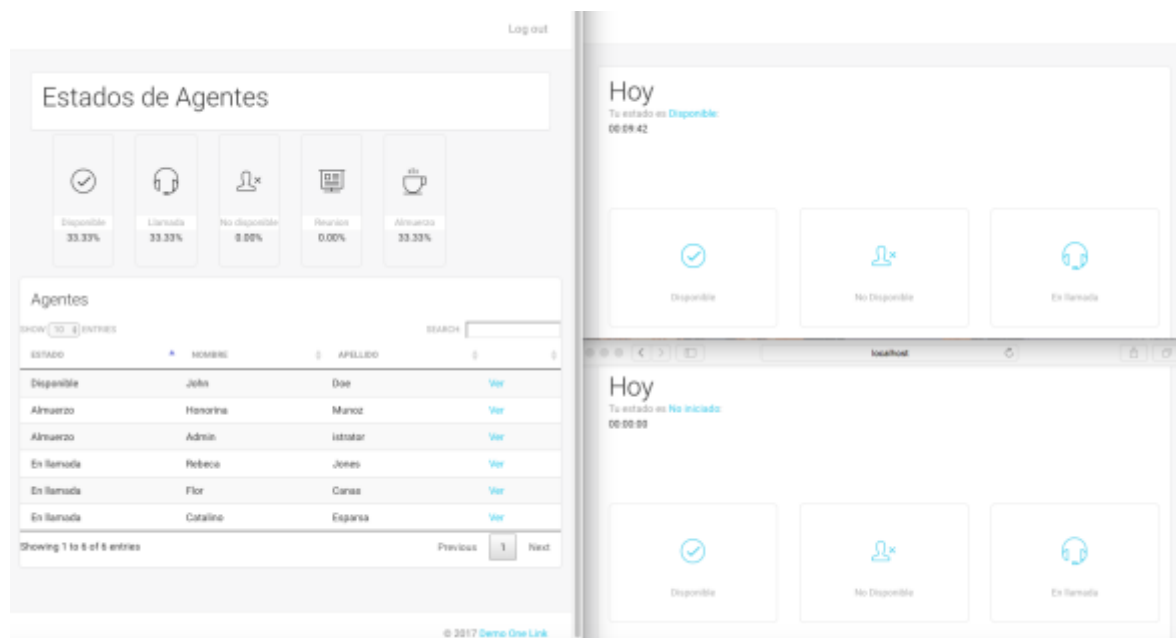 Log out
Estados de Agentes
Disponible Llamada No disponible Reunion Almuerzo
33.33% 33.33% 0.00% 0.00% 33.33%
Agentes
SHOW 10 ENTRIES SEARCH
ESTADO NOMBRE APELLIDO
Disponible John Doe Ver
Almuerzo Honorina Munoz Ver
Almuerzo Admin istrator Ver
En llamada Rebeca Jones Ver
En llamada Flor Canas Ver
En llamada Catalino Esparsa Ver
Showing 1 to 6 of 6 entries Previous 1 Next
© 2017 Demo One Link
Hoy
Tu estado es Disponible:
00:09:42
Disponible No Disponible En llamada
localhost
Hoy
Tu estado es No iniciado:
00:00:00
Disponible No Disponible En llamada